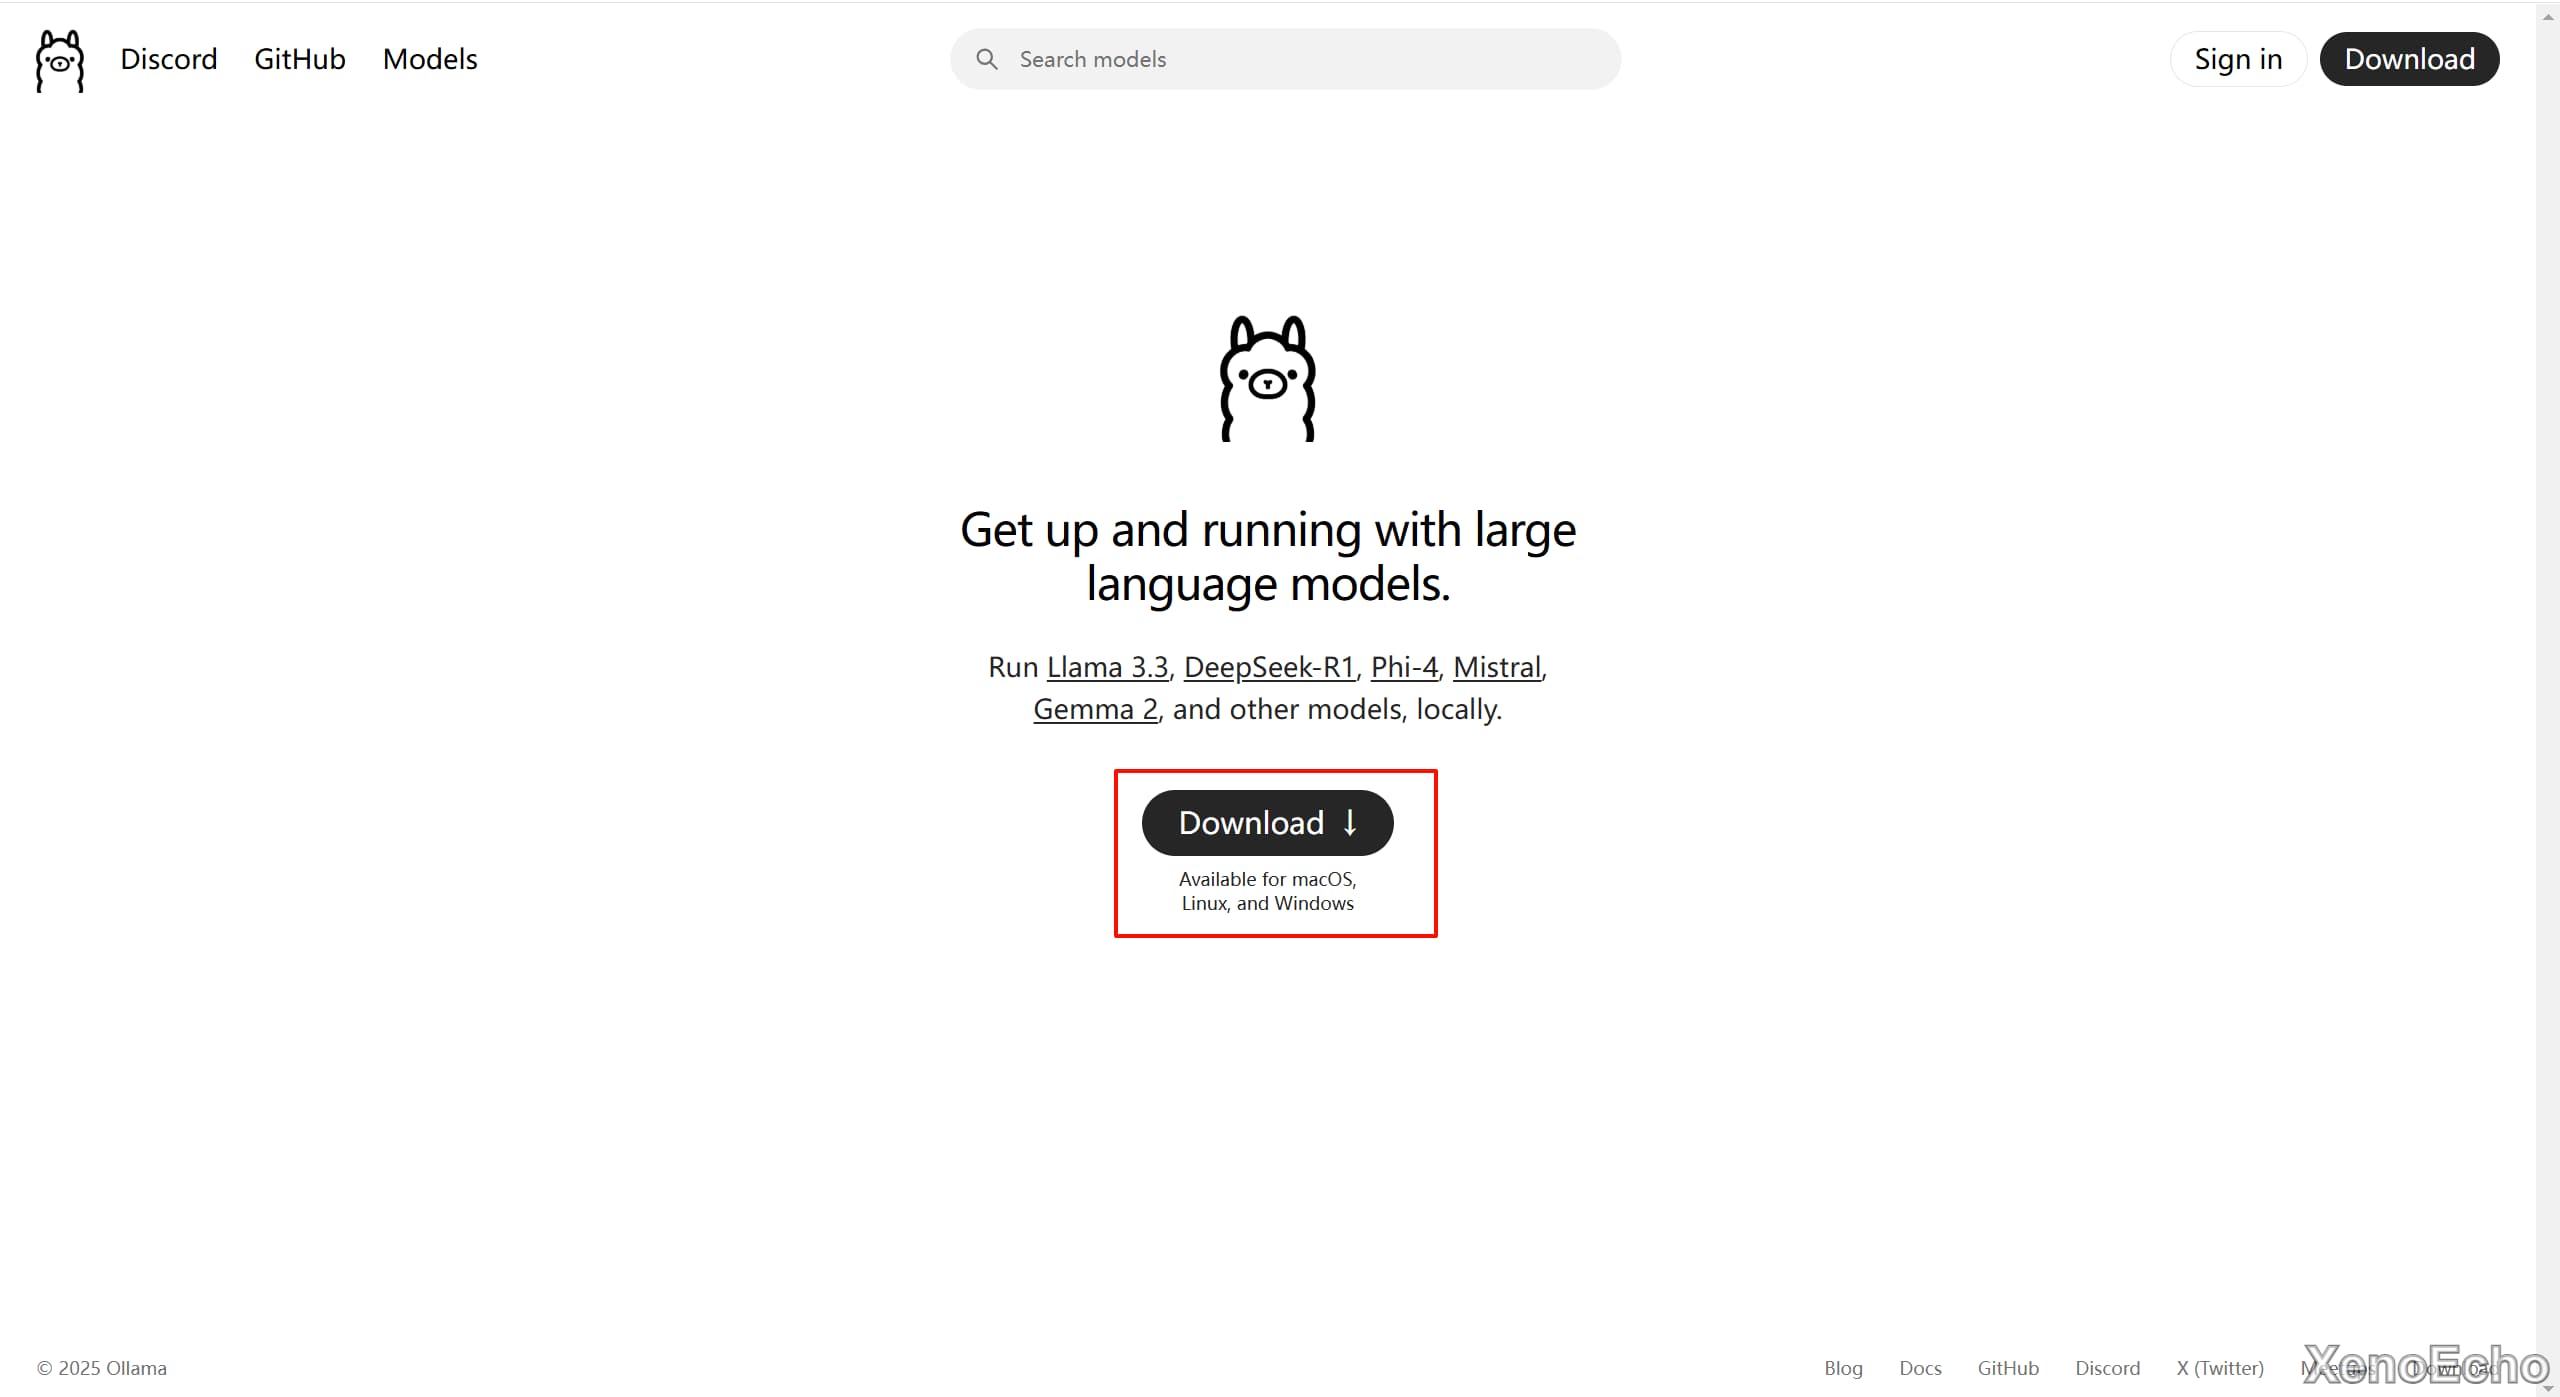 Discord GitHub Models Search models Sign in Download
Get up and running with large
language models.
Run Llama 3.3, DeepSeek-R1, Phi-4, Mistral,
Gemma 2, and other models, locally.
Download ↓
Available for macOS,
Linux, and Windows
© 2025 Ollama Blog Docs GitHub Discord X (Twitter) Meetups Download
XenoEcho